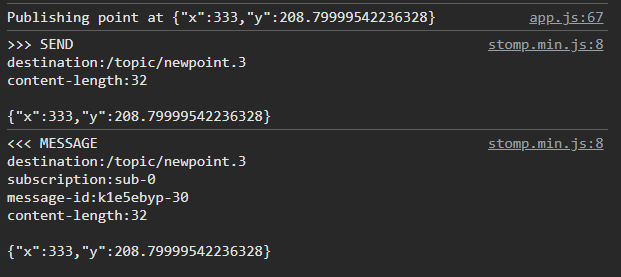 Publishing point at {"x":333,"y":208.79999542236328} app.js:67
>>> SEND stomp.min.js:8
destination:/topic/newpoint.3
content-length:32
{"x":333,"y":208.79999542236328}
<<< MESSAGE stomp.min.js:8
destination:/topic/newpoint.3
subscription:sub-0
message-id:k1e5ebyp-30
content-length:32
{"x":333,"y":208.79999542236328}